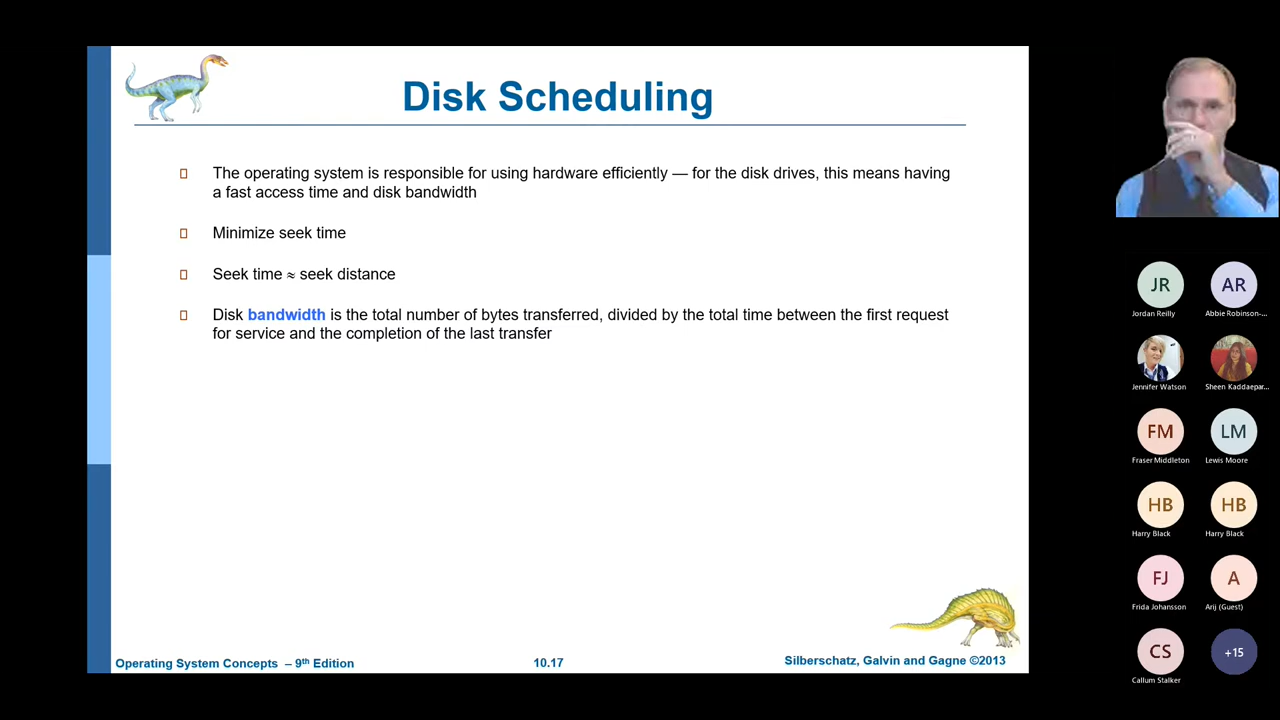 Disk Scheduling
The operating system is responsible for using hardware efficiently — for the disk drives, this means having
a fast access time and disk bandwidth
Minimize seek time
Seek time ≈ seek distance
Disk bandwidth is the total number of bytes transferred, divided by the total time between the first request
for service and the completion of the last transfer
Operating System Concepts – 9th Edition
10.17
Silberschatz, Galvin and Gagne ©2013
JR
AR
Jordan Reilly
Abbie Robinson-...
Jennifer Watson
Sheen Kaddaepar...
FM
LM
Fraser Middleton
Lewis Moore
HB
HB
Harry Black
Harry Black
FJ
A
Frida Johansson
Arij (Guest)
CS
+15
Callum Stalker